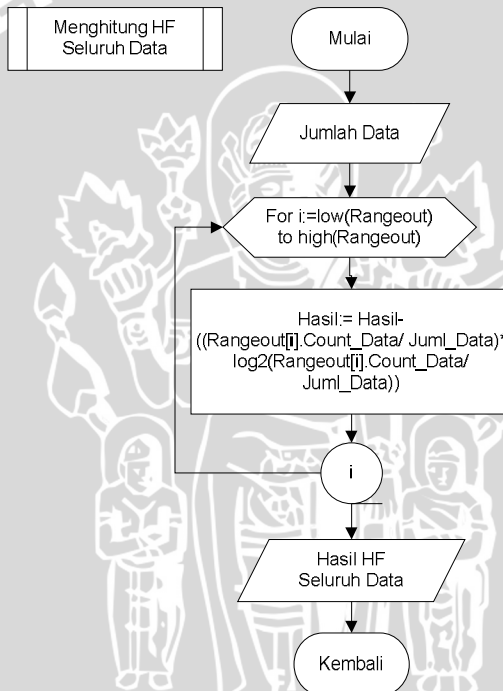 Menghitung HF
Seluruh Data
Mulai
Jumlah Data
For i:=low(Rangeout)
to high(Rangeout)
Hasil:= Hasil-
((Rangeout[i].Count_Data/ Juml_Data)*
log2(Rangeout[i].Count_Data/
Juml_Data))
i
Hasil HF
Seluruh Data
Kembali